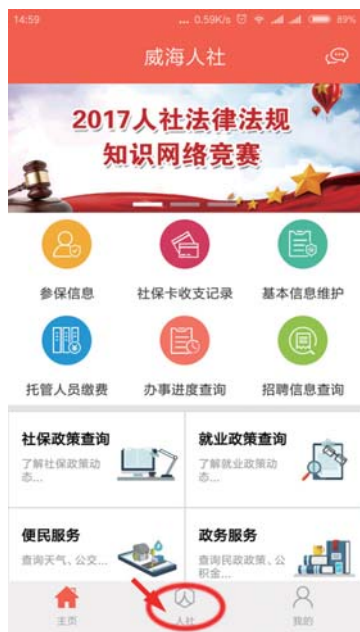 14:59 ... 0.59K/s 89%
威海人社
2017人社法律法规
知识网络竞赛
参保信息 社保卡收支记录 基本信息维护
托管人员缴费 办事进度查询 招聘信息查询
社保政策查询 就业政策查询
了解社保政策动 了解就业政策动
态... 态...
便民服务 政务服务
查询天气、公交... 查询民政政策、公
积金...
主页 人社 我的